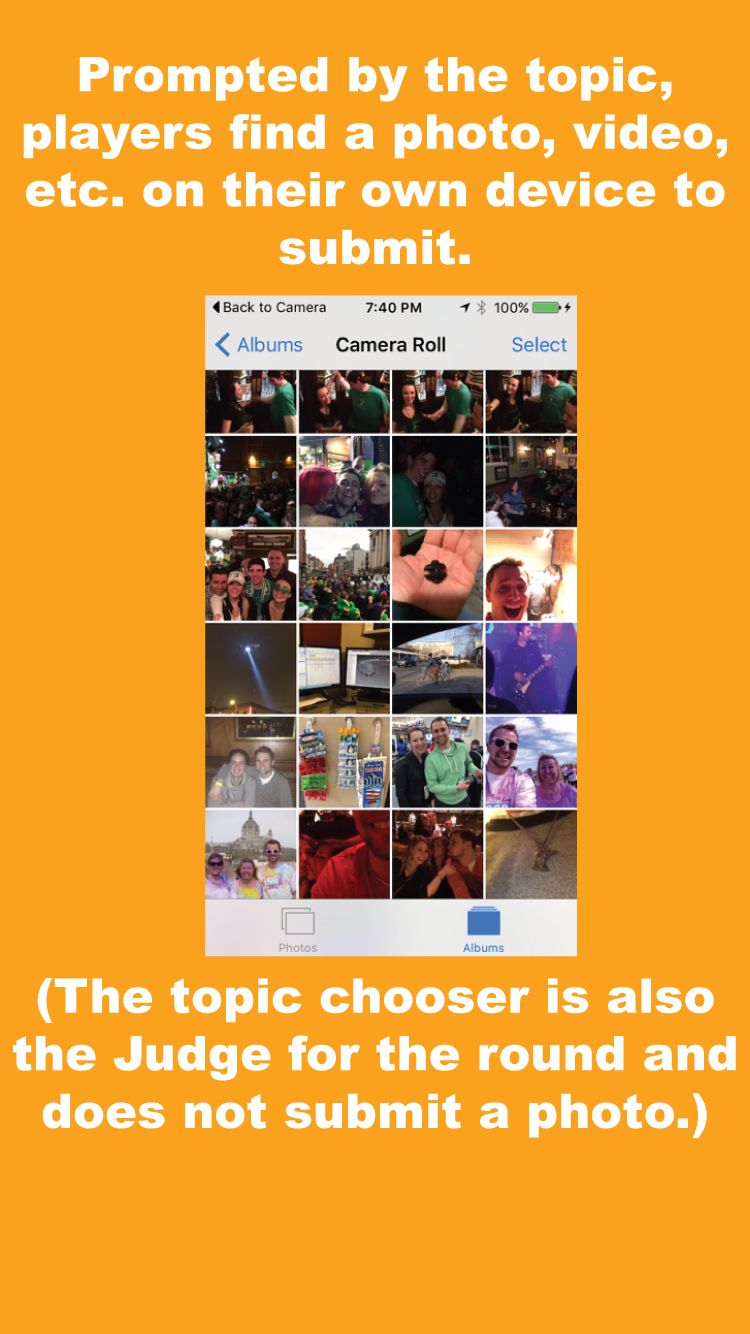 Prompted by the topic,
players find a photo, video,
etc. on their own device to
submit.
Back to Camera 7:40 PM 100%
Albums Camera Roll Select
Photos Albums
(The topic chooser is also
the Judge for the round and
does not submit a photo.)